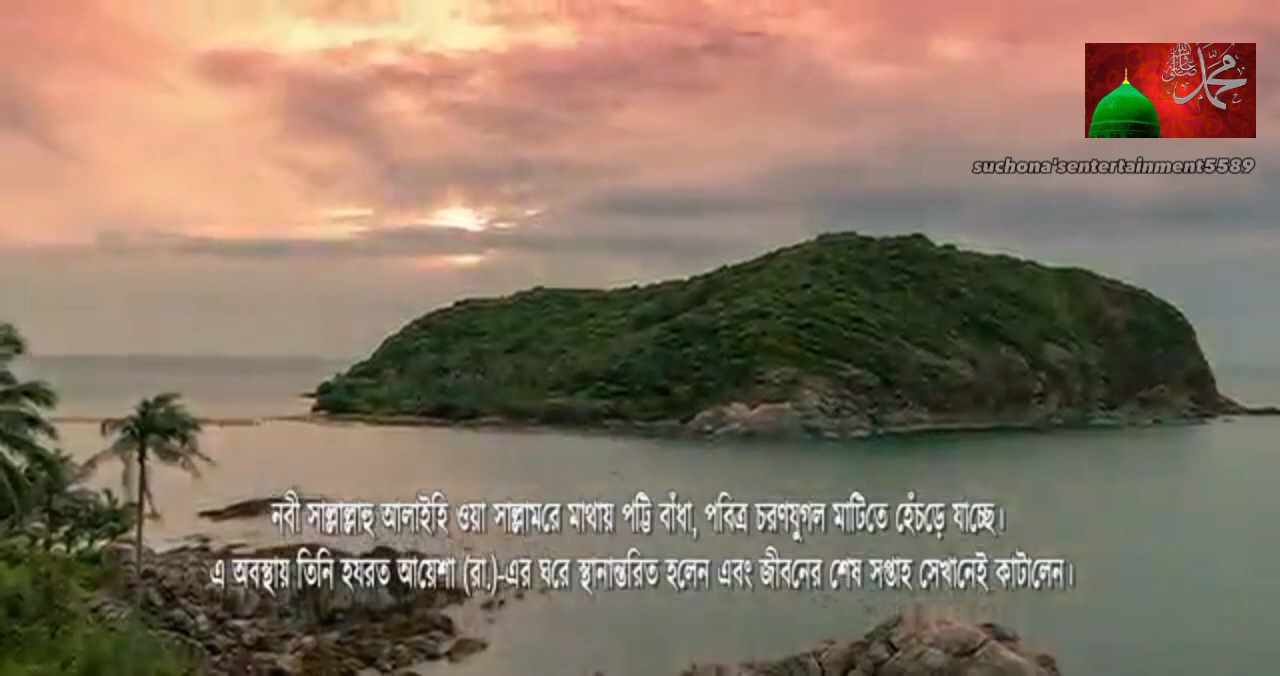 محمد
suchona'sentertainment5589
নবী সাল্লাল্লাহু আলাইহি ওয়া সাল্লামরে মাথায় পট্টি বাঁধা, পবিত্র চরণযুগল মাটিতে হেঁচড়ে যাচ্ছে।
এ অবস্থায় তিনি হযরত আয়েশা (রা.)-এর ঘরে স্থানান্তরিত হলেন এবং জীবনের শেষ সপ্তাহ সেখানেই কাটালেন।